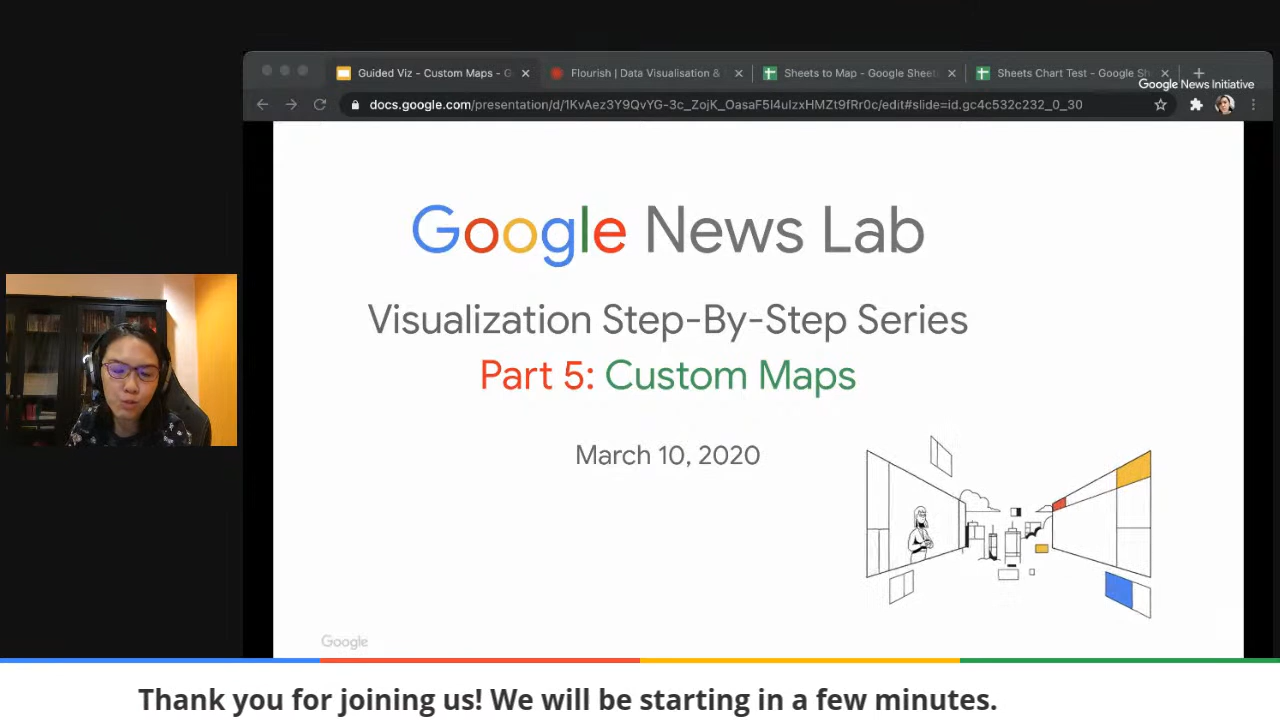 Guided Viz - Custom Maps - G
Flourish | Data Visualisation &
Sheets to Map - Google Sheet
Sheets Chart Test - Google Sh
Google News Initiative
docs.google.com/presentation/d/1KvAez3Y9QvYG-3c_ZojK_OasaF5I4ulzxHMZt9fRr0c/edit#slide=id.gc4c532c232_0_30
Google News Lab
Visualization Step-By-Step Series
Part 5: Custom Maps
March 10, 2020
Google
Thank you for joining us! We will be starting in a few minutes.